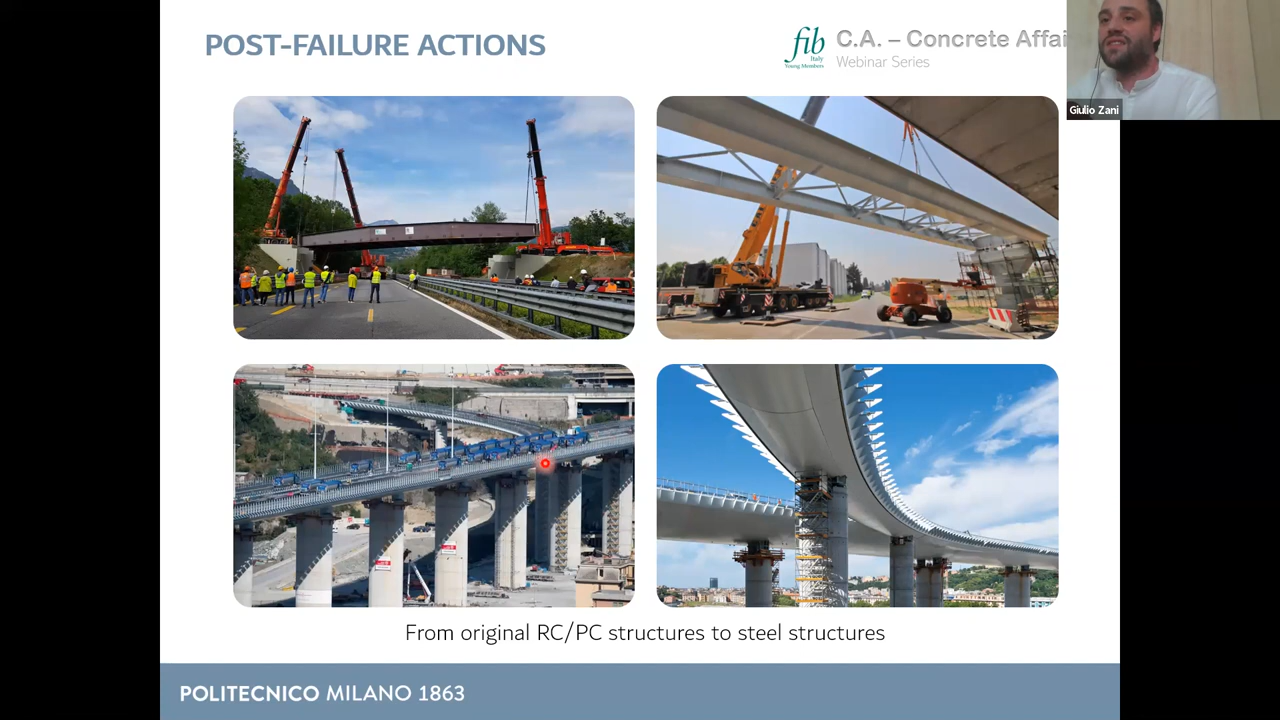 POST-FAILURE ACTIONS
fib
Italy
Young Members
C.A. – Concrete Affai
Webinar Series
Giulio Zani
From original RC/PC structures to steel structures
POLITECNICO MILANO 1863